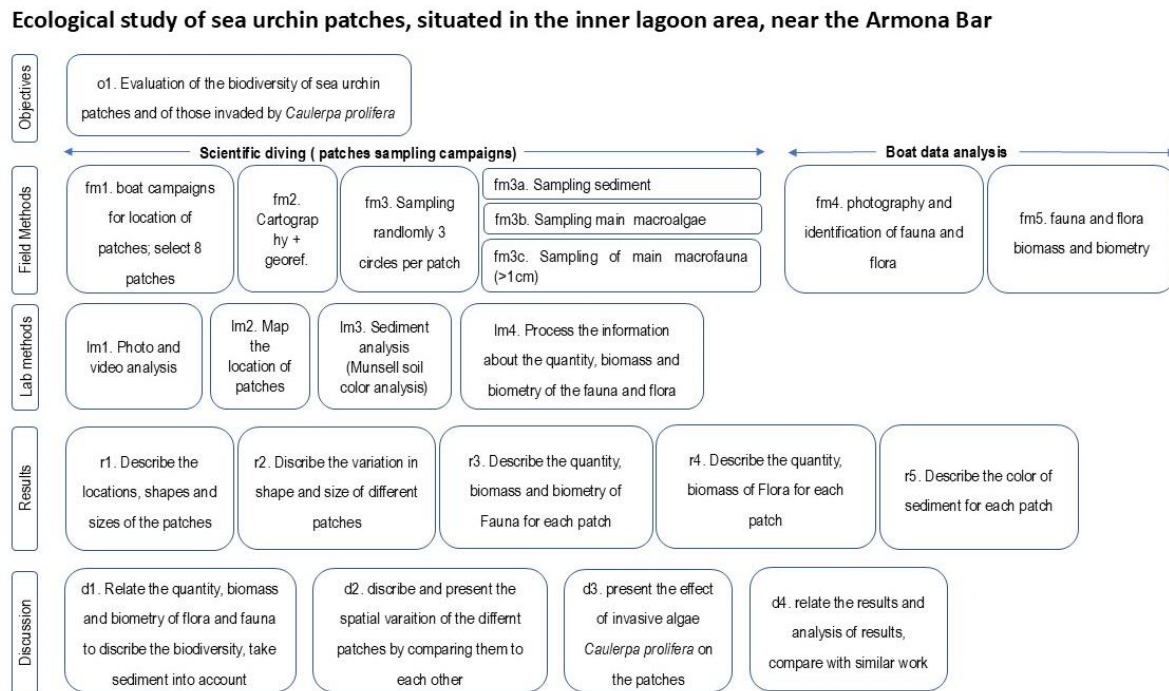 Ecological study of sea urchin patches, situated in the inner lagoon area, near the Armona Bar
Objectives
o1. Evaluation of the biodiversity of sea urchin
patches and of those invaded by Caulerpa prolifera
Scientific diving ( patches sampling campaigns)
Boat data analysis
Field Methods
fm1. boat campaigns
for location of
patches; select 8
patches
fm2.
Cartogra
hy +
georef.
fm3. Sampling
randlomly 3
circles per patch
fm3a. Sampling sediment
fm3b. Sampling main macroalgae
fm3c. Sampling of main macrofauna
(>1cm)
fm4. photography and
identification of fauna and
flora
fm5. fauna and flora
biomass and biometry
Lab methods
lm1. Photo and
video analysis
lm2. Map
the
location of
patches
lm3. Sediment
analysis
(Munsell soil
color analysis)
lm4. Process the information
about the quantity, biomass and
biometry of the fauna and flora
Results
r1. Describe the
locations, shapes and
sizes of the patches
r2. Discribe the variation in
shape and size of different
patches
r3. Describe the quantity,
biomass and biometry of
Fauna for each patch
r4. Describe the quantity,
biomass of Flora for each
patch
r5. Describe the color of
sediment for each patch
Discussion
d1. Relate the quantity, biomass
and biometry of flora and fauna
to discribe the biodiversity, take
sediment into account
d2. discribe and present the
spatial varaition of the differnt
patches by comparing them to
each other
d3. present the effect
of invasive algae
Caulerpa prolifera on
the patches
d4. relate the results and
analysis of results,
compare with similar work